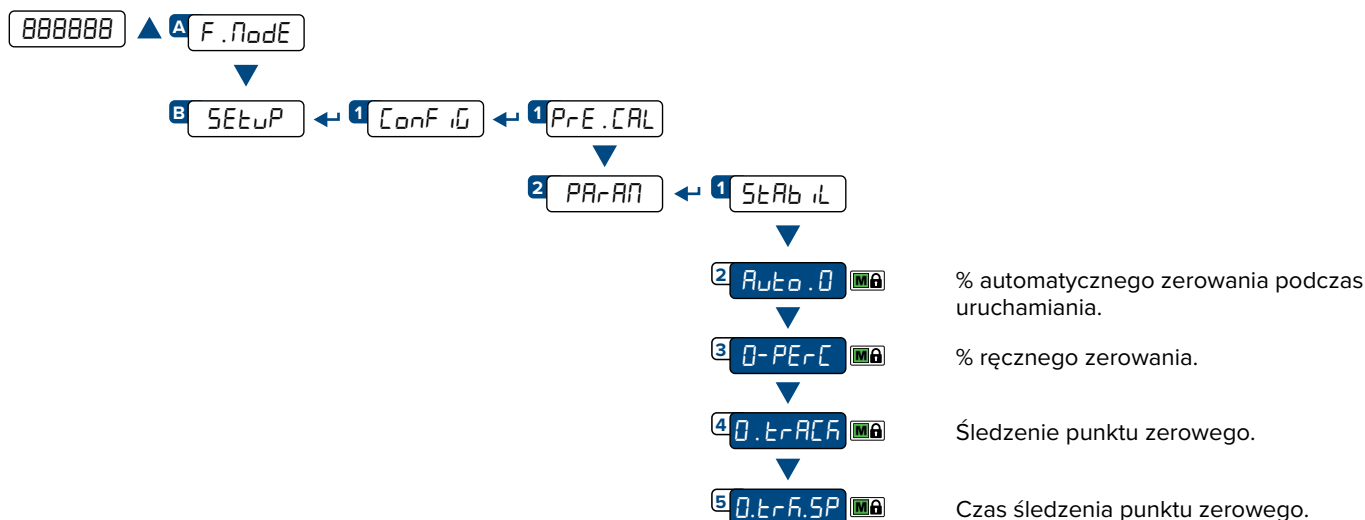 888888 A F.ModE
B SEtuP 1 ConFiG 1 PrE.CAL
2 PArAM 1 StAbiL
2 Auto.0 M % automatycznego zerowania podczas
uruchamiania.
3 0-PErC M % ręcznego zerowania.
4 0.trACK M Śledzenie punktu zerowego.
5 0.trK.SP M Czas śledzenia punktu zerowego.